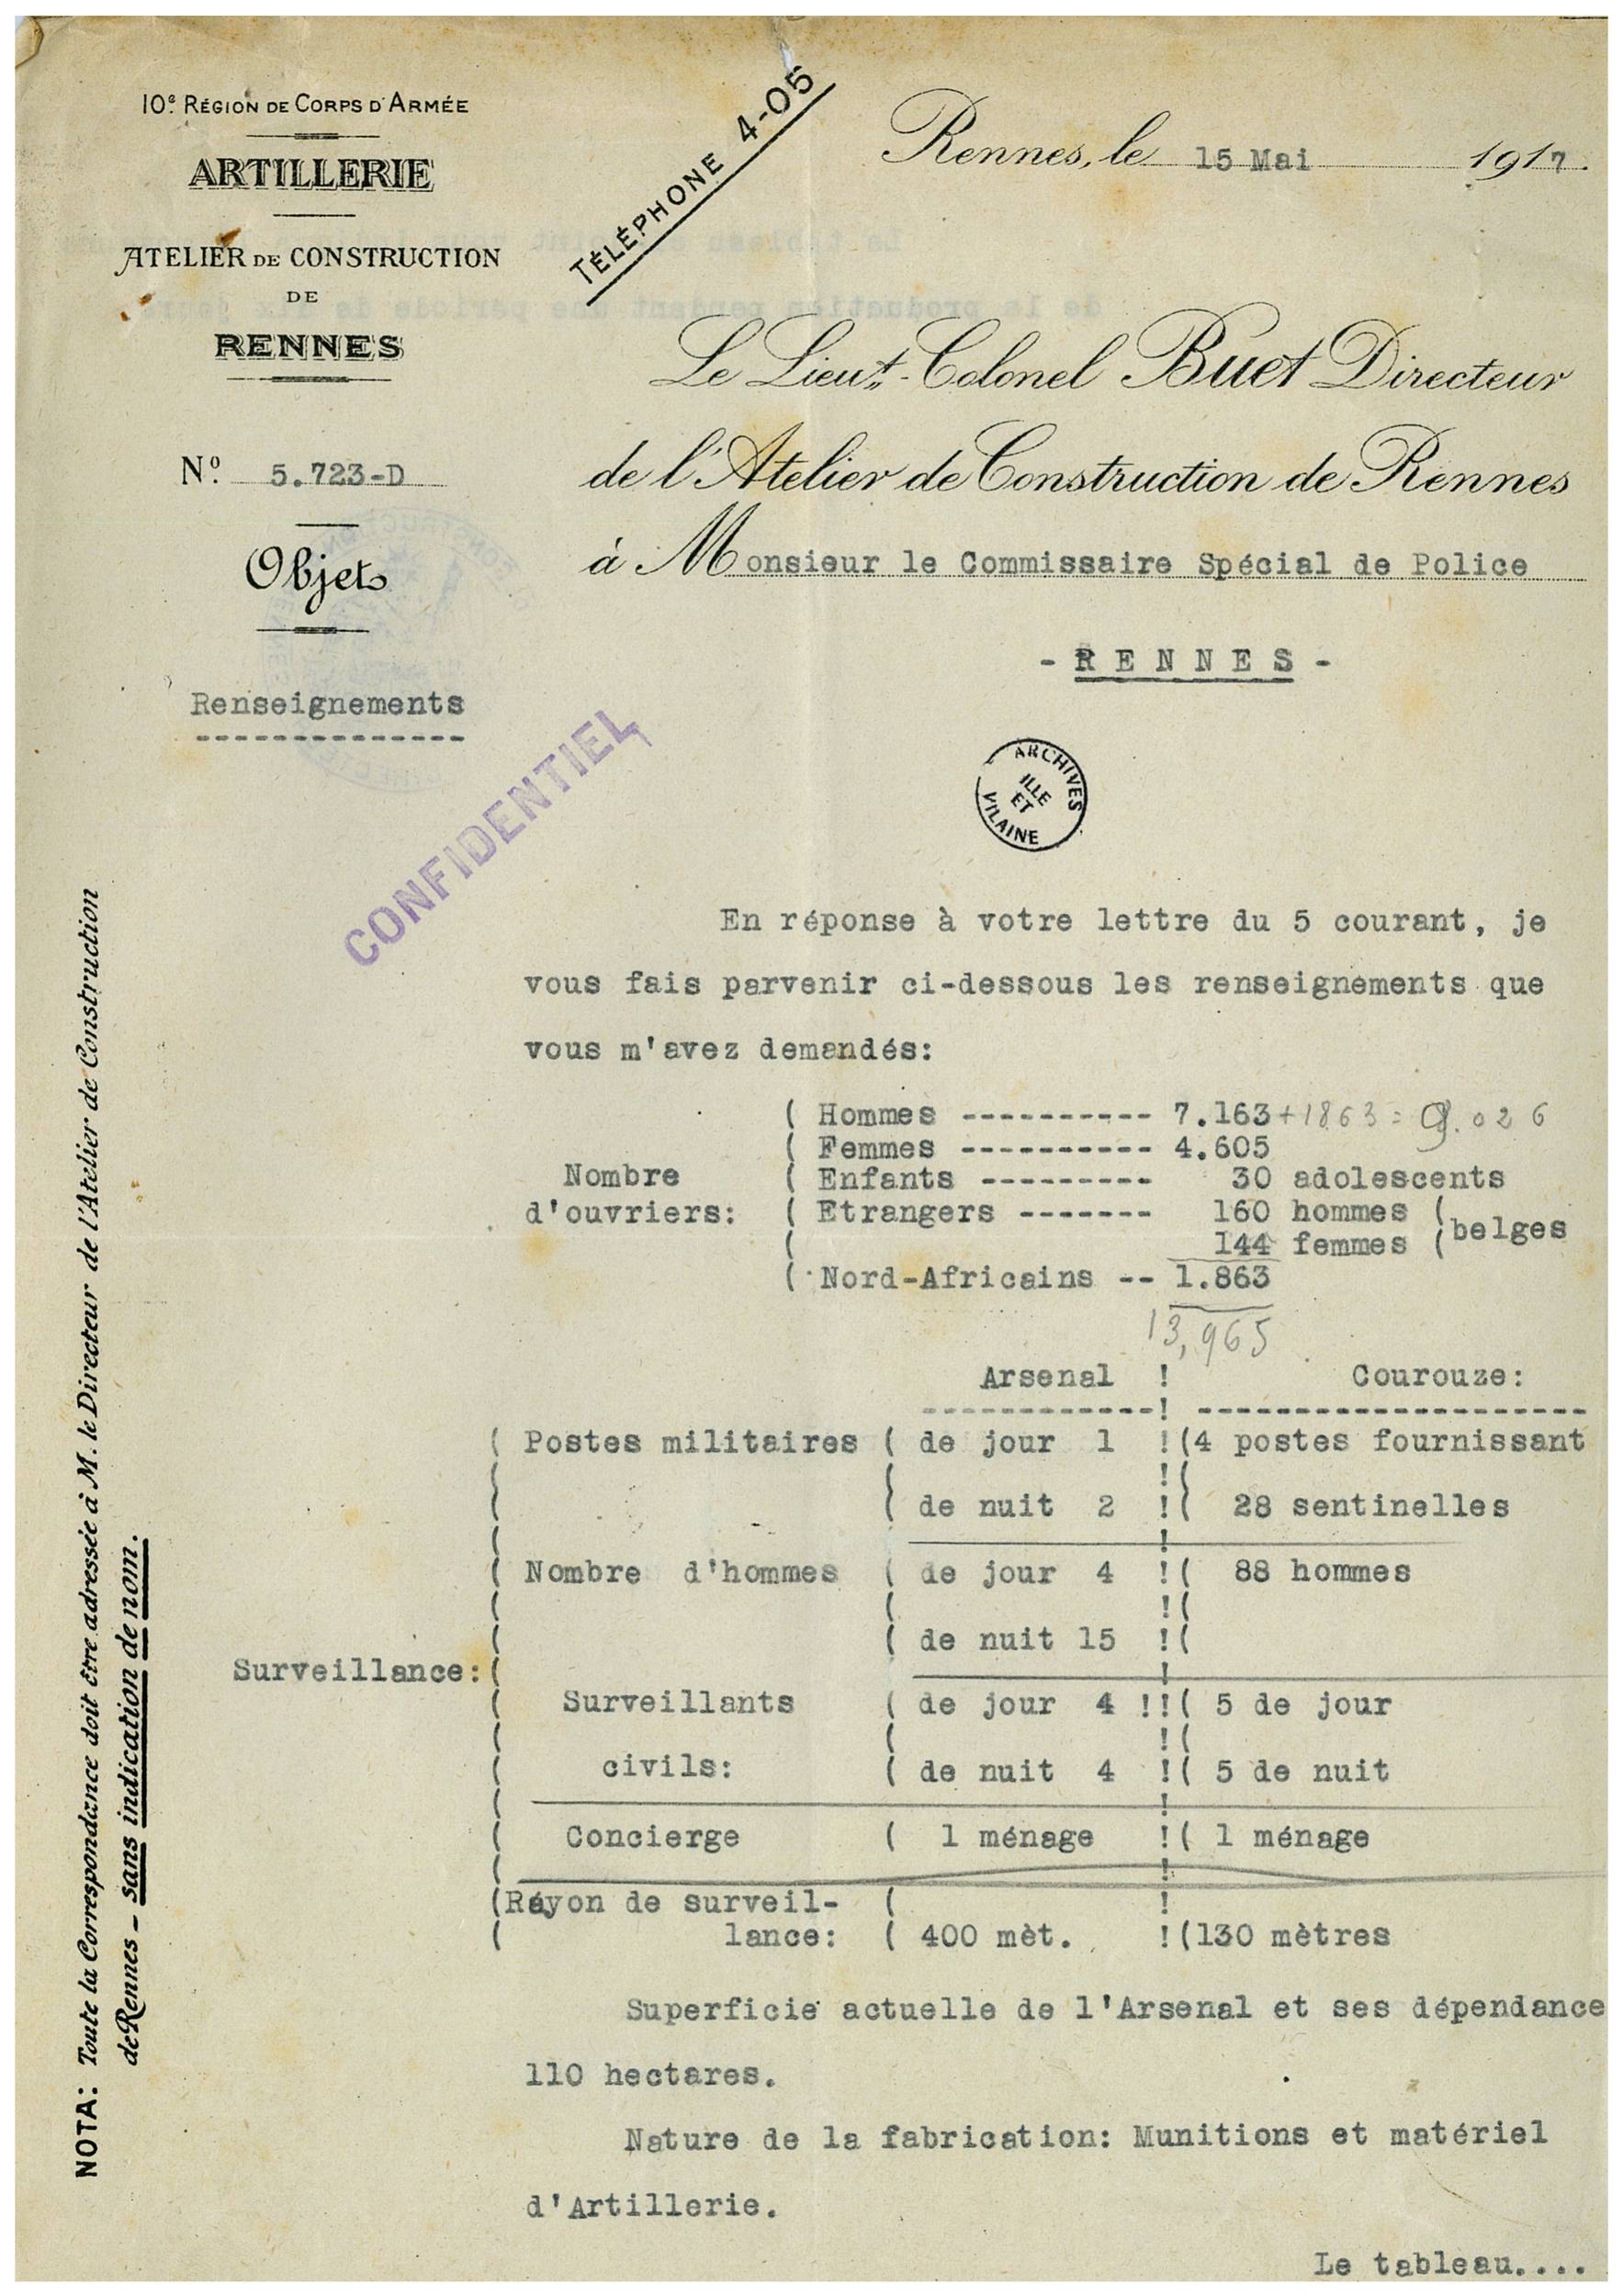 10e Région de Corps d'Armée
ARTILLERIE
ATELIER DE CONSTRUCTION
DE
RENNES
TÉLÉPHONE 4-05
Rennes, le 15 Mai 1917.
Le Lieut.-Colonel Buet Directeur
de l'Atelier de Construction de Rennes
à Monsieur le Commissaire Spécial de Police
- RENNES -
No. 5.723-D
Objet
Renseignements
CONFIDENTIEL
ARCHIVES
ILLE
ET
VILAINE
En réponse à votre lettre du 5 courant, je
vous fais parvenir ci-dessous les renseignements que
vous m'avez demandés:
( Hommes ---------- 7.163 + 1863 = 9.026
( Femmes ---------- 4.605
Nombre ( Enfants --------- 30 adolescents
d'ouvriers: ( Etrangers ------- 160 hommes (
( 144 femmes ( belges
( Nord-Africains -- 1.863
13,965
Arsenal ! Courouze:
------------! --------------------
( Postes militaires ( de jour 1 !(4 postes fournissant
( ( de nuit 2 !( 28 sentinelles
( Nombre d'hommes ( de jour 4 !( 88 hommes
( ( de nuit 15 !(
Surveillance:(
( Surveillants ( de jour 4 !!( 5 de jour
( civils: ( de nuit 4 !( 5 de nuit
( Concierge ( 1 ménage !( 1 ménage
(Rayon de surveil- ( !
( lance: ( 400 mèt. !(130 mètres
Superficie actuelle de l'Arsenal et ses dépendance
110 hectares.
Nature de la fabrication: Munitions et matériel
d'Artillerie.
Le tableau....
NOTA: Toute la Correspondance doit être adressée à M. le Directeur de l'Atelier de Construction
de Rennes - sans indication de nom.